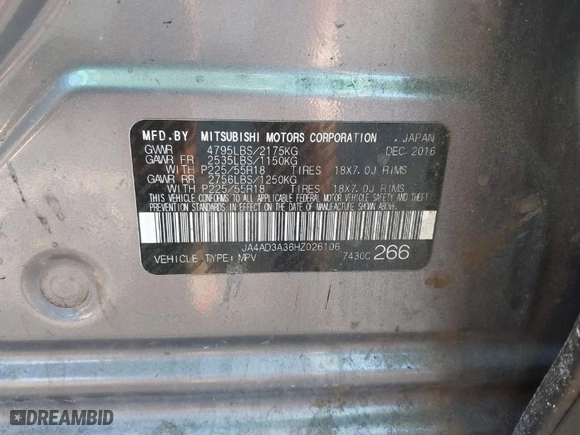 MFD.BY MITSUBISHI MOTORS CORPORATION . JAPAN
GVWR 4795LBS/2175KG DEC.2016
GAWR FR 2535LBS/1150KG
WITH P225/55R18 TIRES 18X7.0J RIMS
GAWR RR 2756LBS/1250KG
WITH P225/55R18 TIRES 18X7.0J RIMS
THIS VEHICLE CONFORMS TO ALL APPLICABLE FEDERAL MOTOR VEHICLE SAFETY AND THEFT
PREVENTION STANDARDS IN EFFECT ON THE DATE OF MANUFACTURE SHOWN ABOVE.
JA4AD3A36HZ026106
VEHICLE TYPE: MPV 7430C 266
DREAMBID